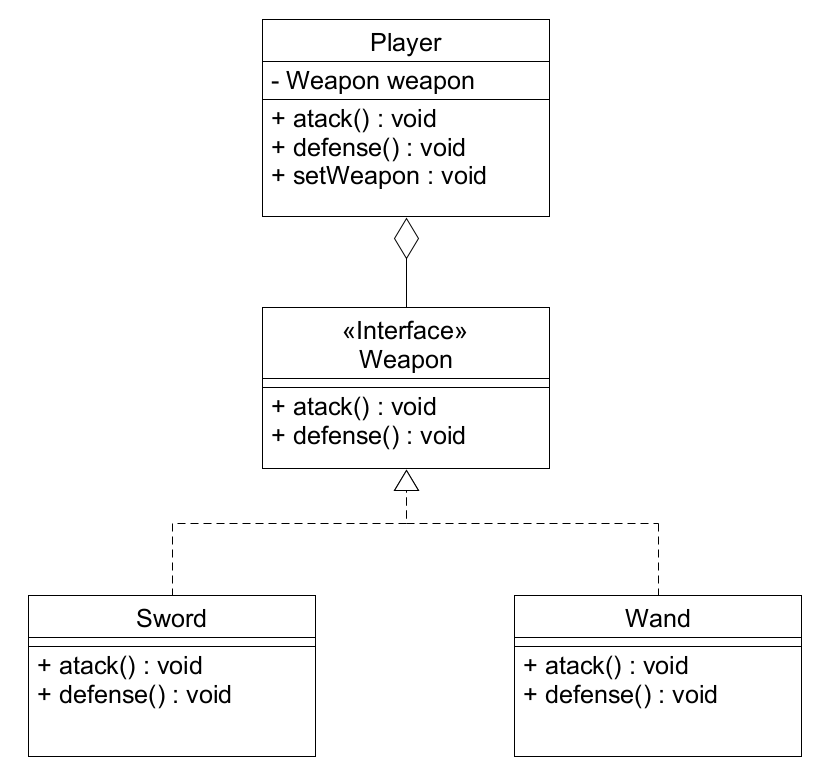 Player
- Weapon weapon
+ atack() : void
+ defense() : void
+ setWeapon : void
«Interface»
Weapon
+ atack() : void
+ defense() : void
Sword
+ atack() : void
+ defense() : void
Wand
+ atack() : void
+ defense() : void